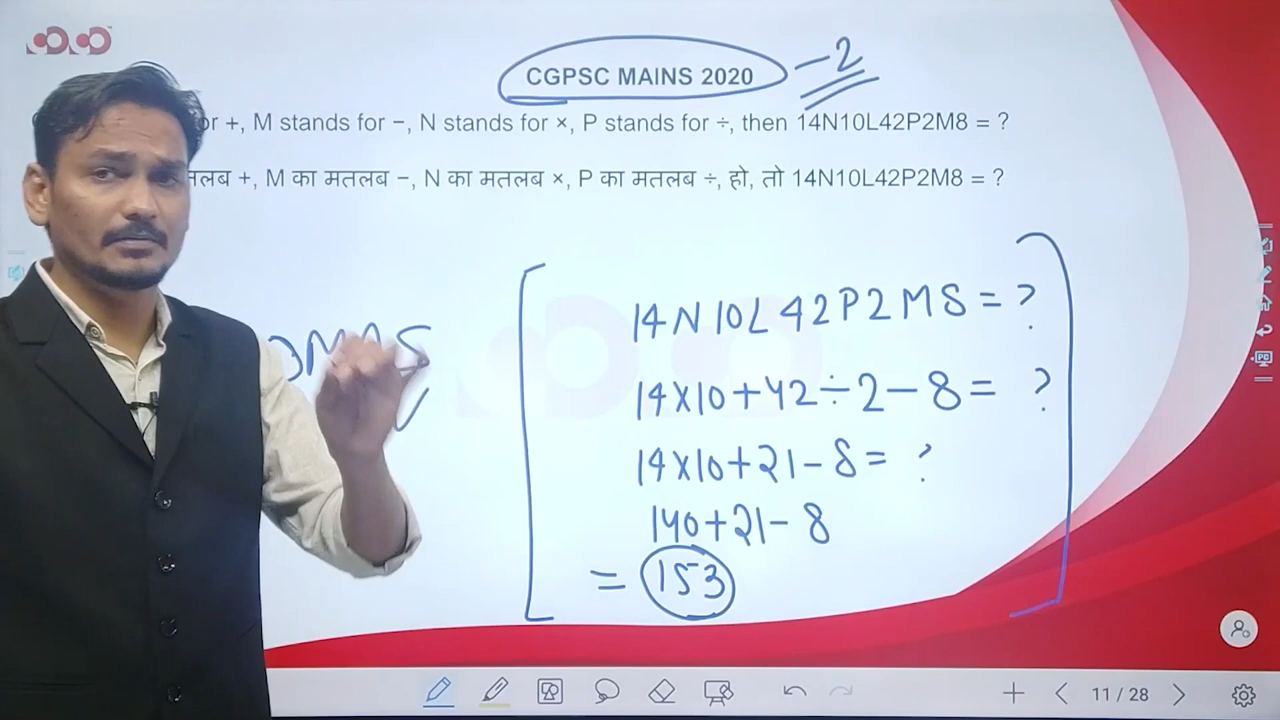 CGPSC MAINS 2020 -2
or +, M stands for −, N stands for ×, P stands for ÷, then 14N10L42P2M8 = ?
तलब +, M का मतलब −, N का मतलब ×, P का मतलब ÷, हो, तो 14N10L42P2M8 = ?
14N10L42P2M8 = ?
14×10+42÷2−8 = ?
DMAS
14×10+21−8 = ?
140+21−8
= 153
11 / 28